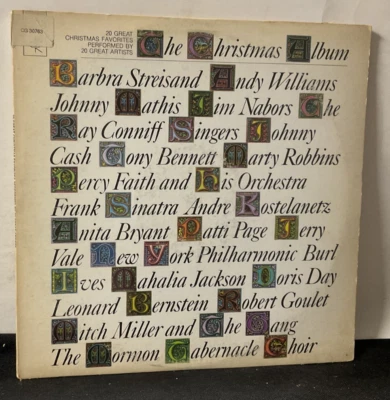 20 GREAT
CHRISTMAS FAVORITES
PERFORMED BY
20 GREAT ARTISTS
The Christmas Album
Barbra Streisand Andy Williams
Johnny Mathis Jim Nabors The
Ray Conniff Singers Johnny
Cash Tony Bennett Marty Robbins
Percy Faith and His Orchestra
Frank Sinatra Andre Kostelanetz
Anita Bryant Patti Page Jerry
Vale New York Philharmonic Burl
Ives Mahalia Jackson Doris Day
Leonard Bernstein Robert Goulet
Mitch Miller and The Gang
The Mormon Tabernacle Choir